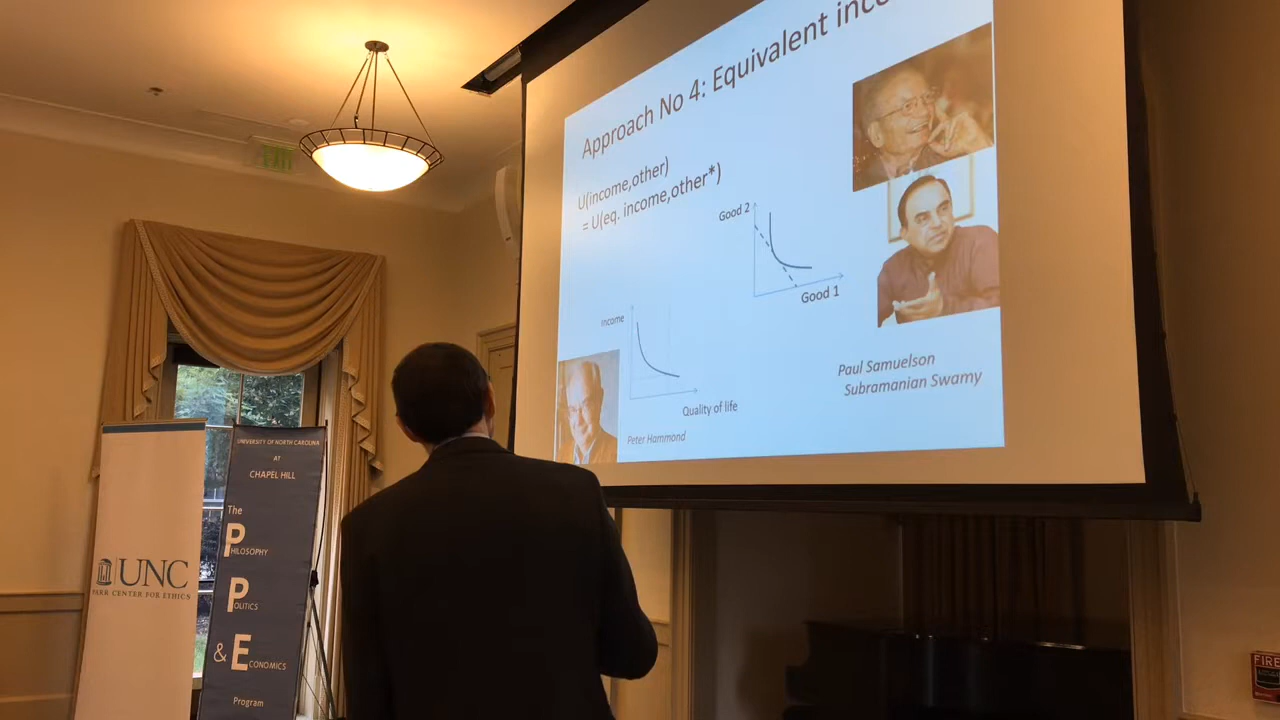 Approach No 4: Equivalent
U(income,other)
= U(eq. income,other*)
Good 2
Good 1
Income
Quality of life
Peter Hammond
Paul Samuelson
Subramanian Swamy
UNC
PARR CENTER FOR ETHICS
UNIVERSITY OF NORTH CAROLINA
AT
CHAPEL HILL
The
PHILOSOPHY
POLITICS
& ECONOMICS
Program
FIRE